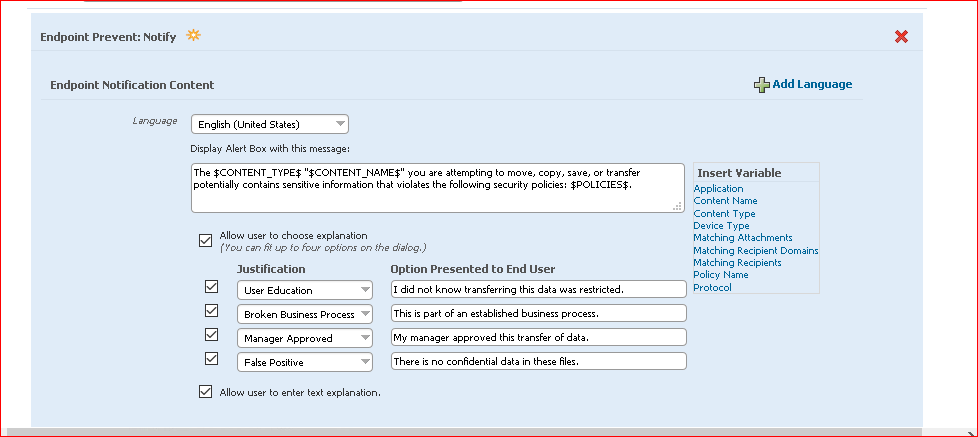 Endpoint Prevent: Notify
Endpoint Notification Content
Add Language
Language
English (United States)
Display Alert Box with this message:
The $CONTENT_TYPE$ "$CONTENT_NAME$" you are attempting to move, copy, save, or transfer
potentially contains sensitive information that violates the following security policies: $POLICIES$.
Insert Variable
Application
Content Name
Content Type
Device Type
Matching Attachments
Matching Recipient Domains
Matching Recipients
Policy Name
Protocol
Allow user to choose explanation
(You can fit up to four options on the dialog.)
Justification
Option Presented to End User
User Education
I did not know transferring this data was restricted.
Broken Business Process
This is part of an established business process.
Manager Approved
My manager approved this transfer of data.
False Positive
There is no confidential data in these files.
Allow user to enter text explanation.